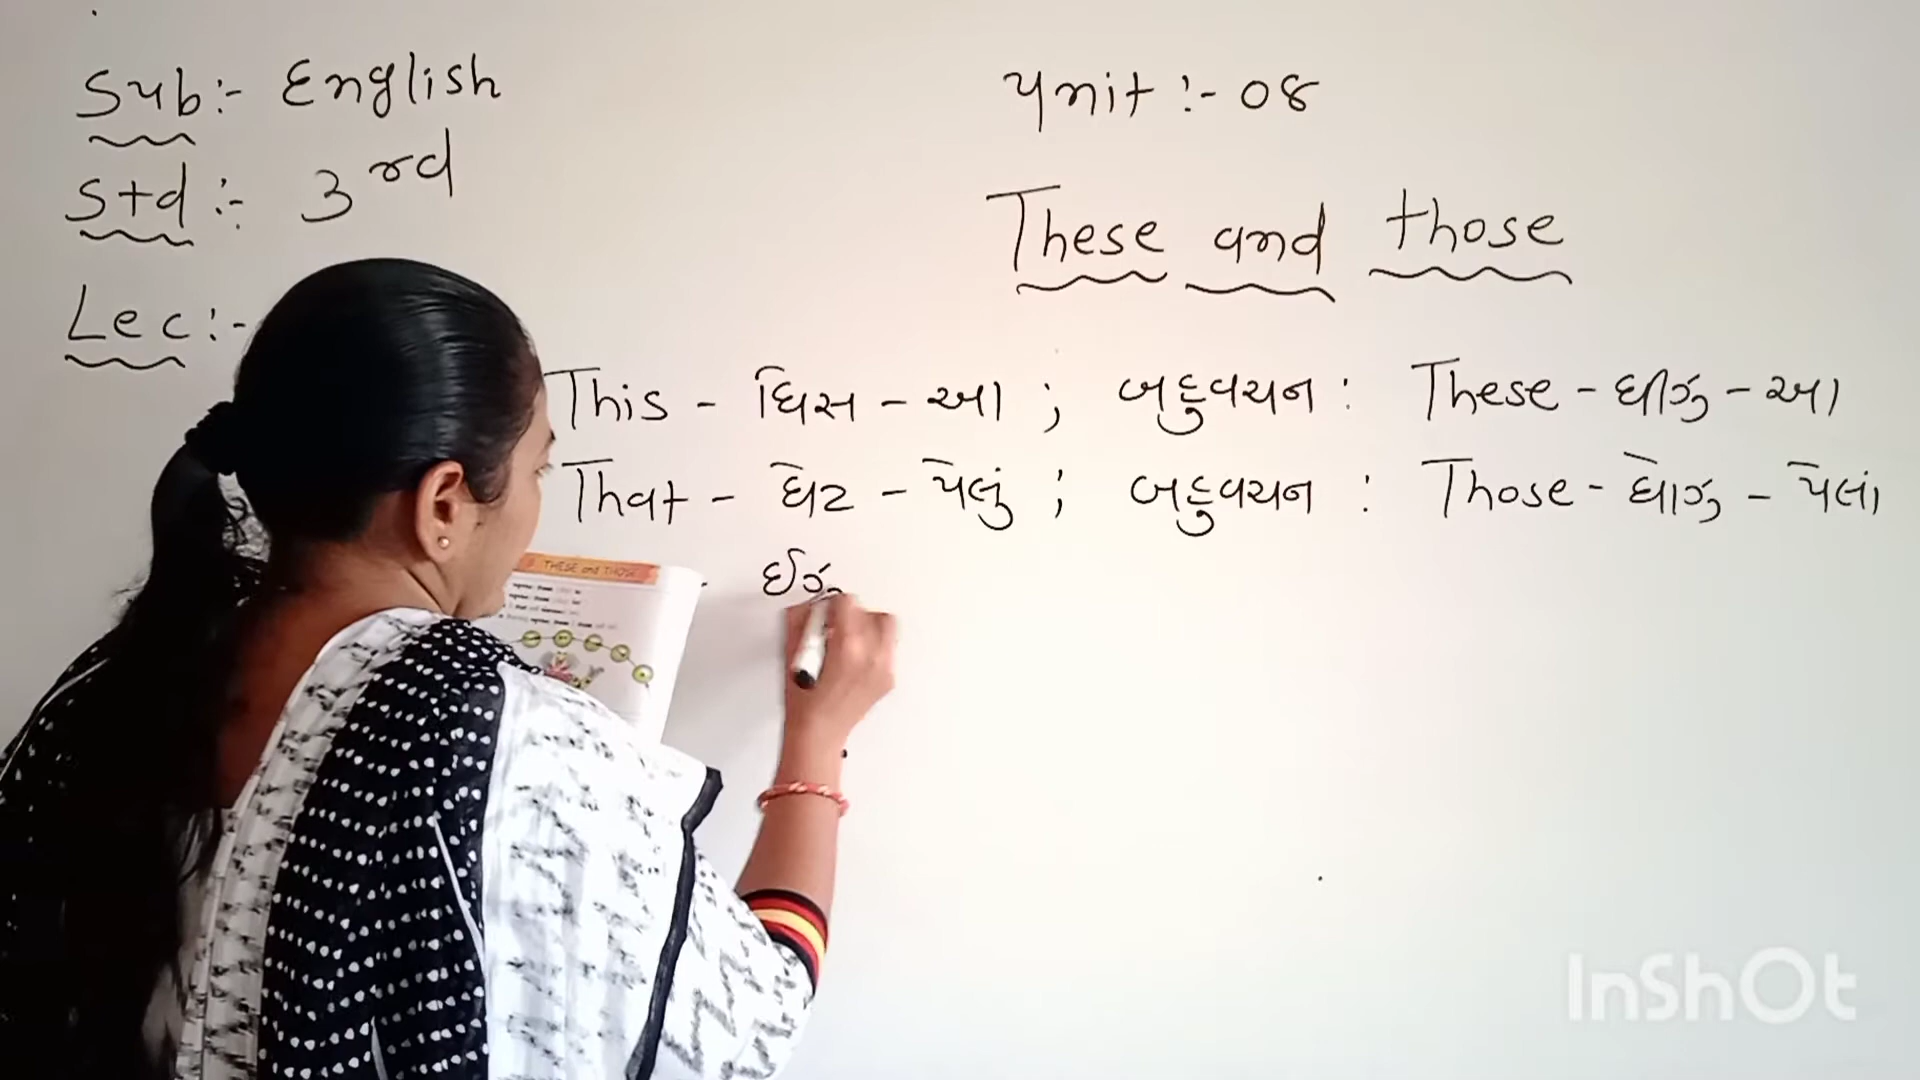 Sub:- English
Unit:- 08
Std:- 3rd
These and those
Lec:-
This - ધિસ - આ ; બહુવચન : These - ધીઝ - આ
That - ધેટ - પેલું ; બહુવચન : Those - ધોઝ - પેલાં
- ઈઝ
THESE and THOSE
InShOt